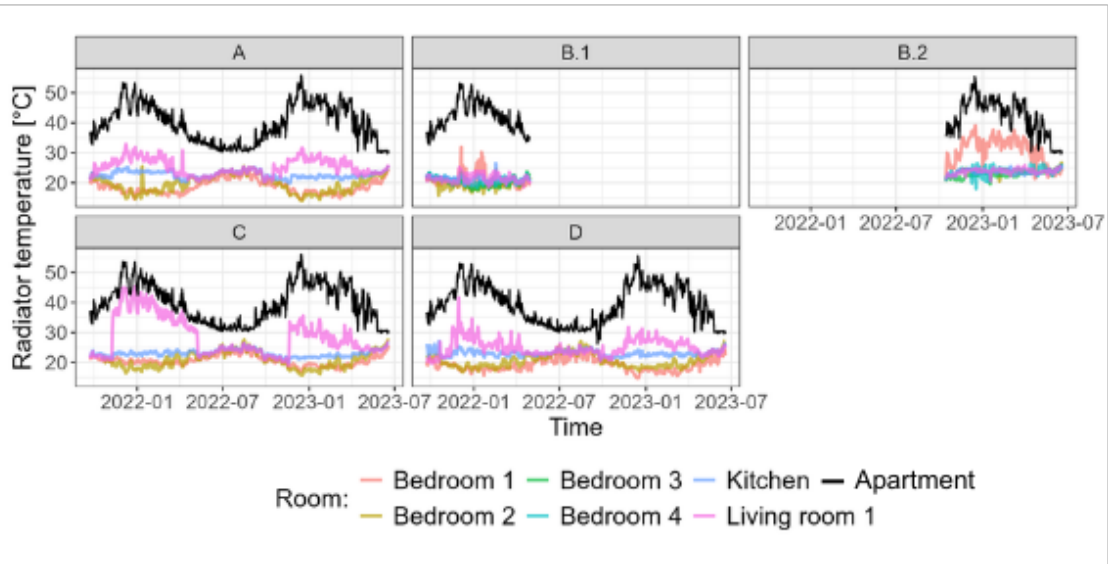 A B.1 B.2
Radiator temperature [°C]
50
40
30
20
2022-01 2022-07 2023-01 2023-07
C D
50
40
30
20
2022-01 2022-07 2023-01 2023-07 2022-01 2022-07 2023-01 2023-07
Time
Room:
Bedroom 1 Bedroom 3 Kitchen Apartment
Bedroom 2 Bedroom 4 Living room 1